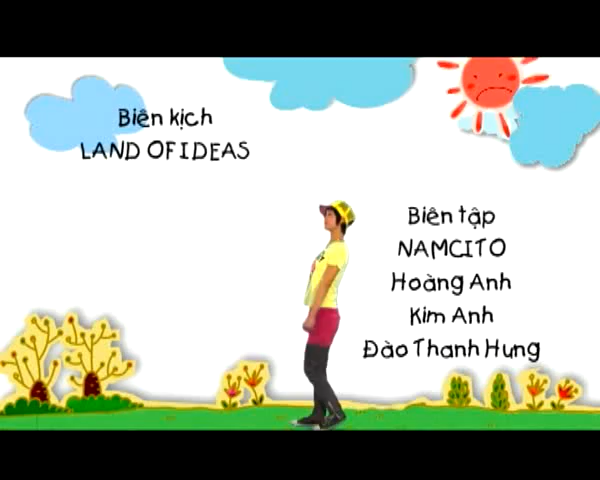 Biên kịch
LAND OF IDEAS
Biên tập
NAMCITO
Hoàng Anh
Kim Anh
Đào Thanh Hưng